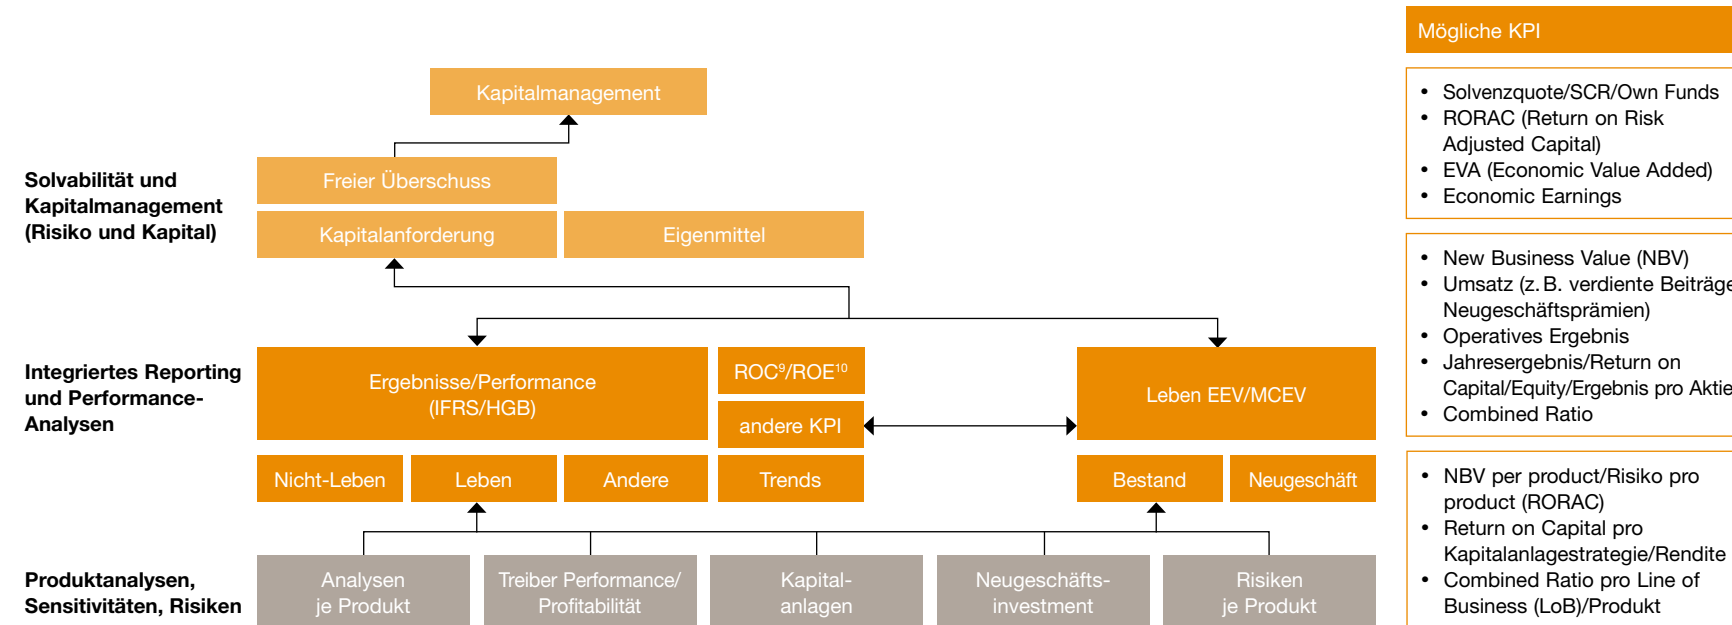 Mögliche KPI
Kapitalmanagement
Solvabilität und
Kapitalmanagement
(Risiko und Kapital)
Freier Überschuss
Kapitalanforderung
Eigenmittel
• Solvenzquote/SCR/Own Funds
• RORAC (Return on Risk
Adjusted Capital)
• EVA (Economic Value Added)
• Economic Earnings
Integriertes Reporting
und Performance-
Analysen
Ergebnisse/Performance
(IFRS/HGB)
ROC⁹/ROE¹⁰
andere KPI
Leben EEV/MCEV
Nicht-Leben
Leben
Andere
Trends
Bestand
Neugeschäft
• New Business Value (NBV)
• Umsatz (z. B. verdiente Beiträge
Neugeschäftsprämien)
• Operatives Ergebnis
• Jahresergebnis/Return on
Capital/Equity/Ergebnis pro Aktie
• Combined Ratio
Produktanalysen,
Sensitivitäten, Risiken
Analysen
je Produkt
Treiber Performance/
Profitabilität
Kapital-
anlagen
Neugeschäfts-
investment
Risiken
je Produkt
• NBV per product/Risiko pro
product (RORAC)
• Return on Capital pro
Kapitalanlagestrategie/Rendite
• Combined Ratio pro Line of
Business (LoB)/Produkt